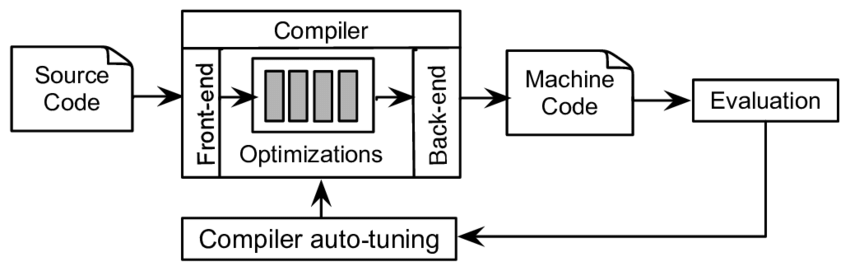 Compiler
Source
Code
Front-end
Optimizations
Back-end
Machine
Code
Evaluation
Compiler auto-tuning